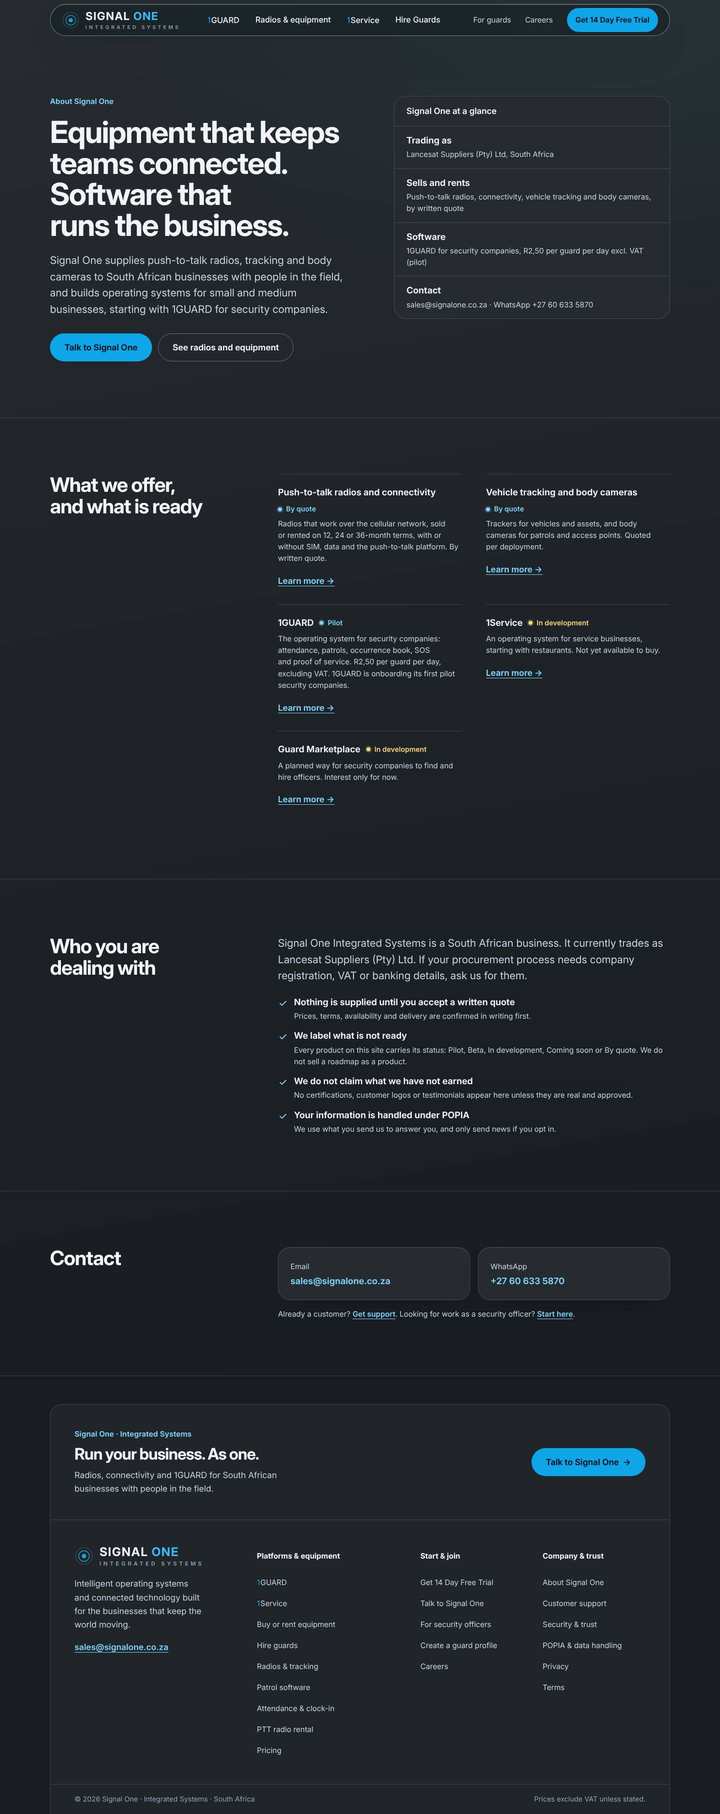 SIGNAL ONE
INTEGRATED SYSTEMS
1GUARD
Radios & equipment
1Service
Hire Guards
For guards
Careers
Get 14 Day Free Trial
About Signal One
Equipment that keeps
teams connected.
Software that
runs the business.
Signal One supplies push-to-talk radios, tracking and body
cameras to South African businesses with people in the field,
and builds operating systems for small and medium
businesses, starting with 1GUARD for security companies.
Talk to Signal One
See radios and equipment
Signal One at a glance
Trading as
Lancesat Suppliers (Pty) Ltd, South Africa
Sells and rents
Push-to-talk radios, connectivity, vehicle tracking and body cameras,
by written quote
Software
1GUARD for security companies, R2,50 per guard per day excl. VAT
(pilot)
Contact
sales@signalone.co.za · WhatsApp +27 60 633 5870
What we offer,
and what is ready
Push-to-talk radios and connectivity
By quote
Radios that work over the cellular network, sold
or rented on 12, 24 or 36-month terms, with or
without SIM, data and the push-to-talk platform. By
written quote.
Learn more →
Vehicle tracking and body cameras
By quote
Trackers for vehicles and assets, and body
cameras for patrols and access points. Quoted
per deployment.
Learn more →
1GUARD
Pilot
The operating system for security companies:
attendance, patrols, occurrence book, SOS
and proof of service. R2,50 per guard per day,
excluding VAT. 1GUARD is onboarding its first pilot
security companies.
Learn more →
1Service
In development
An operating system for service businesses,
starting with restaurants. Not yet available to buy.
Learn more →
Guard Marketplace
In development
A planned way for security companies to find and
hire officers. Interest only for now.
Learn more →
Who you are
dealing with
Signal One Integrated Systems is a South African business. It currently trades as
Lancesat Suppliers (Pty) Ltd. If your procurement process needs company
registration, VAT or banking details, ask us for them.
Nothing is supplied until you accept a written quote
Prices, terms, availability and delivery are confirmed in writing first.
We label what is not ready
Every product on this site carries its status: Pilot, Beta, In development, Coming soon or By quote. We do
not sell a roadmap as a product.
We do not claim what we have not earned
No certifications, customer logos or testimonials appear here unless they are real and approved.
Your information is handled under POPIA
We use what you send us to answer you, and only send news if you opt in.
Contact
Email
sales@signalone.co.za
WhatsApp
+27 60 633 5870
Already a customer? Get support. Looking for work as a security officer? Start here.
Signal One · Integrated Systems
Run your business. As one.
Radios, connectivity and 1GUARD for South African
businesses with people in the field.
Talk to Signal One →
SIGNAL ONE
INTEGRATED SYSTEMS
Intelligent operating systems
and connected technology built
for the businesses that keep the
world moving.
sales@signalone.co.za
Platforms & equipment
1GUARD
1Service
Buy or rent equipment
Hire guards
Radios & tracking
Patrol software
Attendance & clock-in
PTT radio rental
Pricing
Start & join
Get 14 Day Free Trial
Talk to Signal One
For security officers
Create a guard profile
Careers
Company & trust
About Signal One
Customer support
Security & trust
POPIA & data handling
Privacy
Terms
© 2026 Signal One · Integrated Systems · South Africa
Prices exclude VAT unless stated.